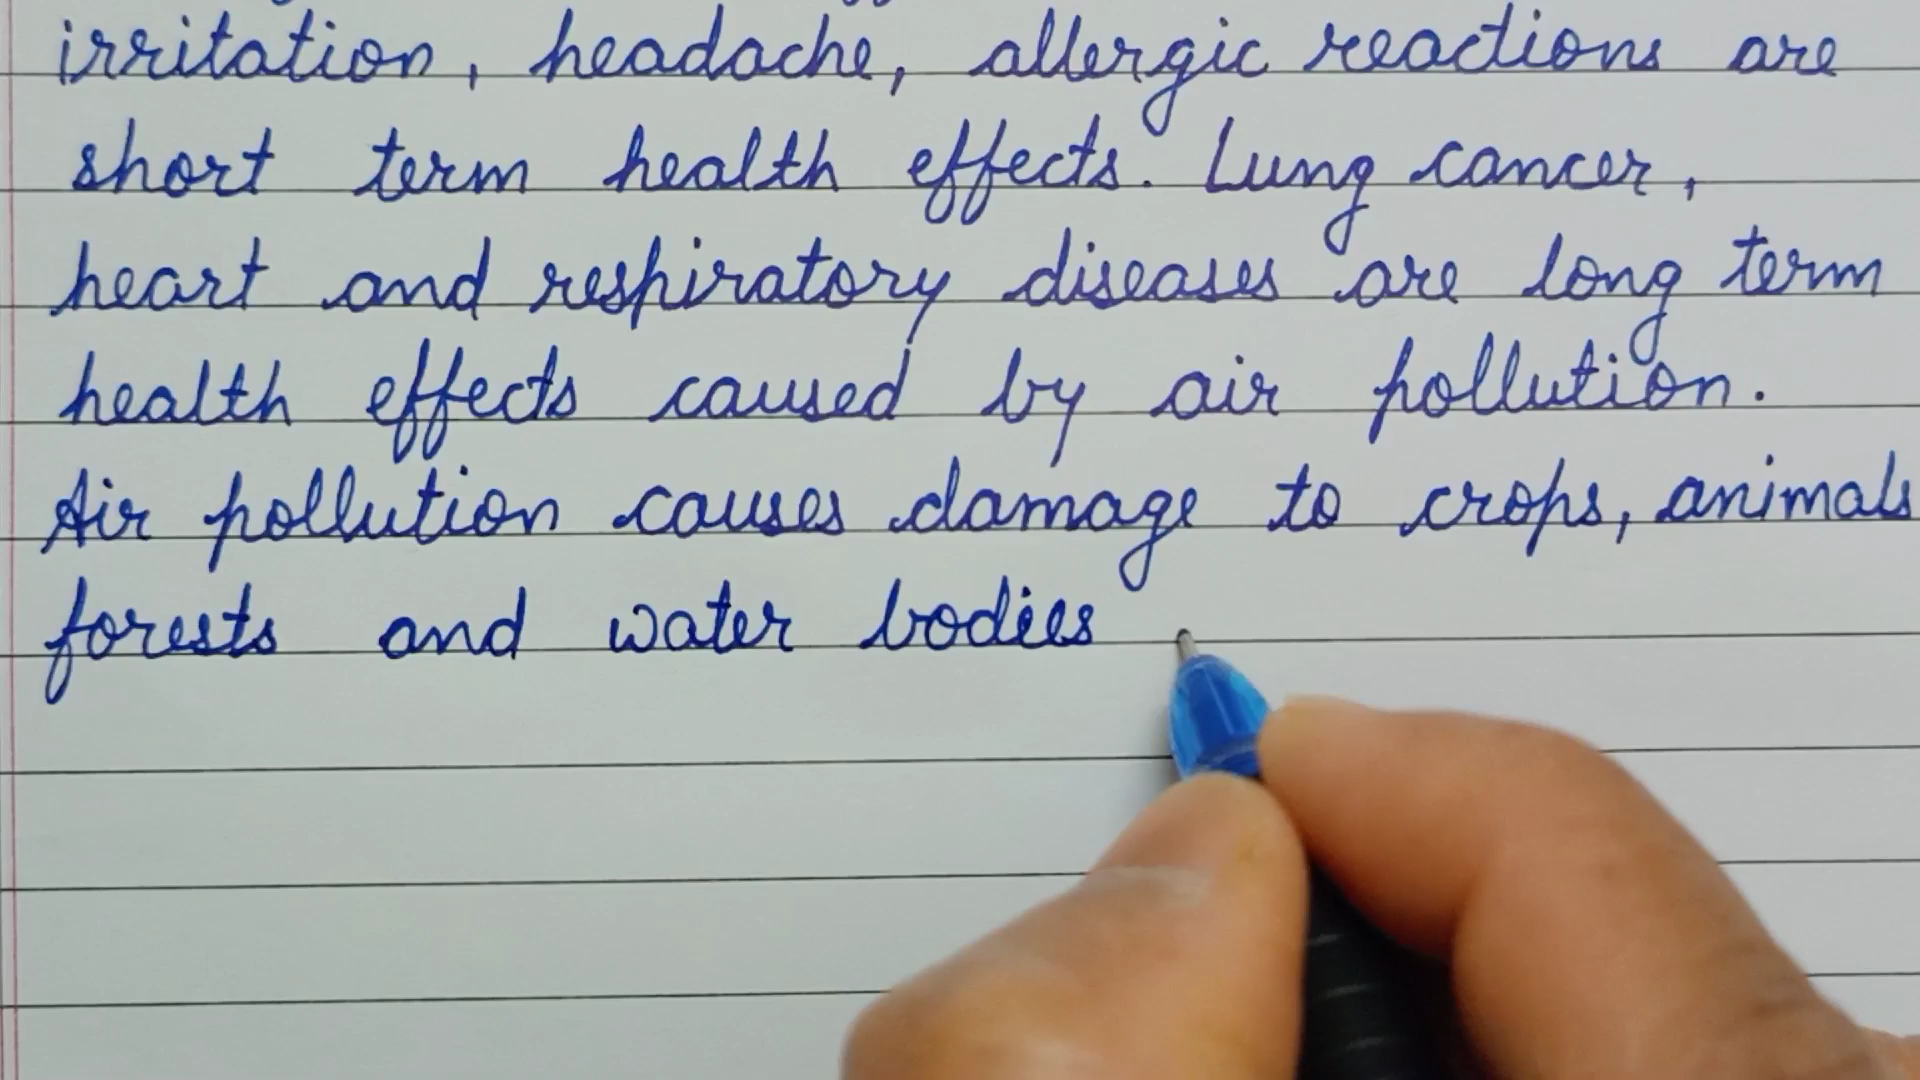 irritation, headache, allergic reactions are
short term health effects. Lung cancer,
heart and respiratory diseases are long term
health effects caused by air pollution.
Air pollution causes damage to crops, animals
forests and water bodies